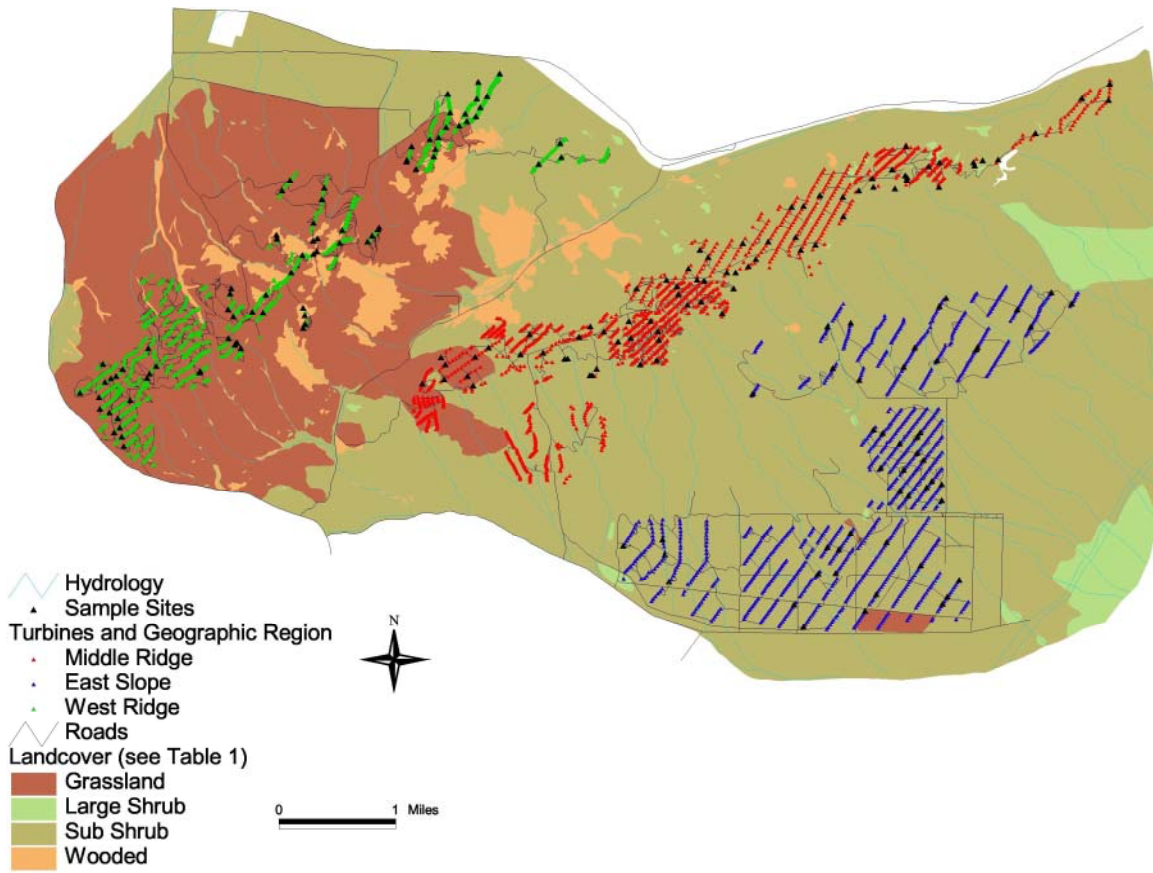 Hydrology
Sample Sites
Turbines and Geographic Region
Middle Ridge
East Slope
West Ridge
Roads
Landcover (see Table 1)
Grassland
Large Shrub
Sub Shrub
Wooded
N
0 1 Miles